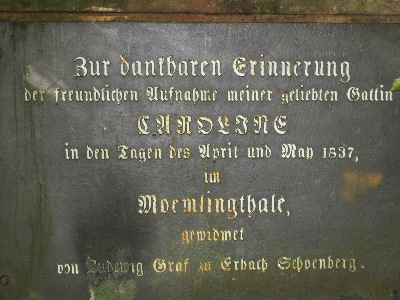 Zur dankbaren Erinnerung
der freundlichen Aufnahme meiner geliebten Gattin
CAROLINE
in den Tagen des April und May 1837,
im
Moemlingthale,
gewidmet
von Ludewig Graf zu Erbach Schoenberg.